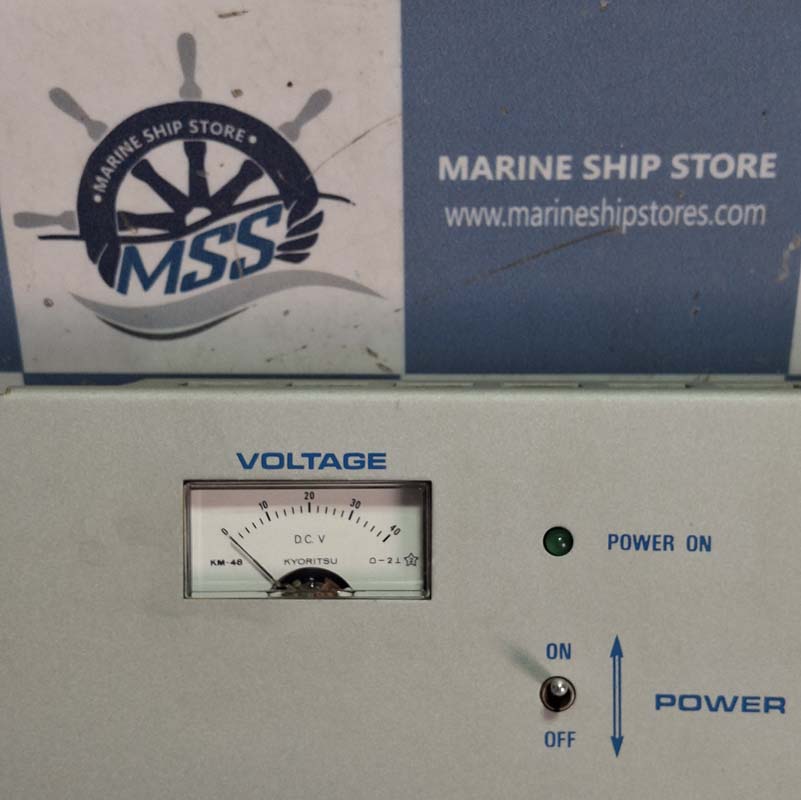 • MARINE SHIP STORE •
MSS
MARINE SHIP STORE
www.marineshipstores.com
VOLTAGE
0 10 20 30 40
D.C. V
KM-48 KYORITSU
POWER ON
ON
POWER
OFF